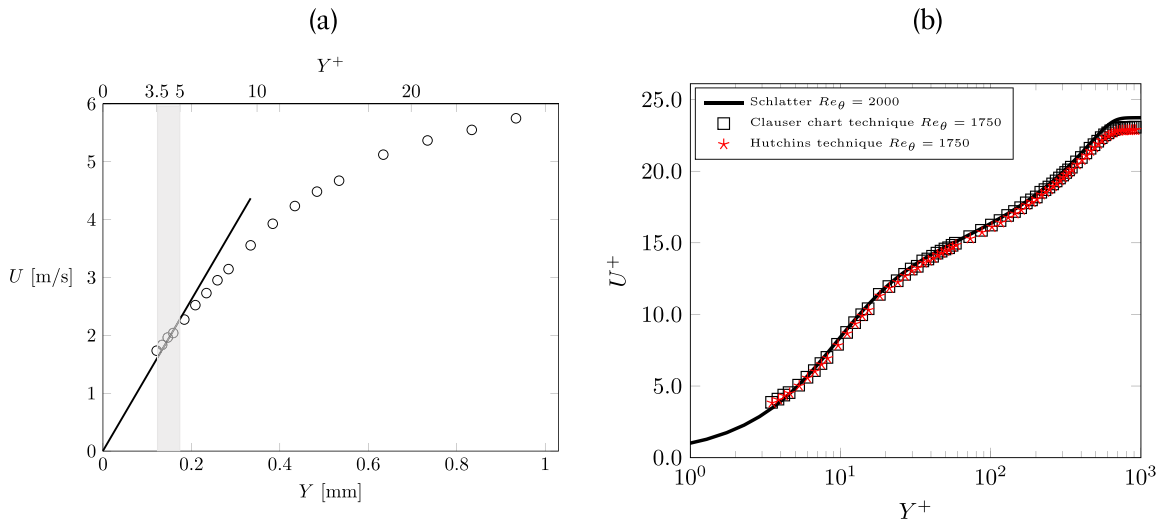 (a)
Y+
0 3.5 5 10 20
6
5
4
3
2
1
0
U [m/s]
0 0.2 0.4 0.6 0.8 1
Y [mm]
(b)
Schlatter Reθ = 2000
Clauser chart technique Reθ = 1750
Hutchins technique Reθ = 1750
25.0
20.0
15.0
10.0
5.0
0.0
U+
10^0 10^1 10^2 10^3
Y+